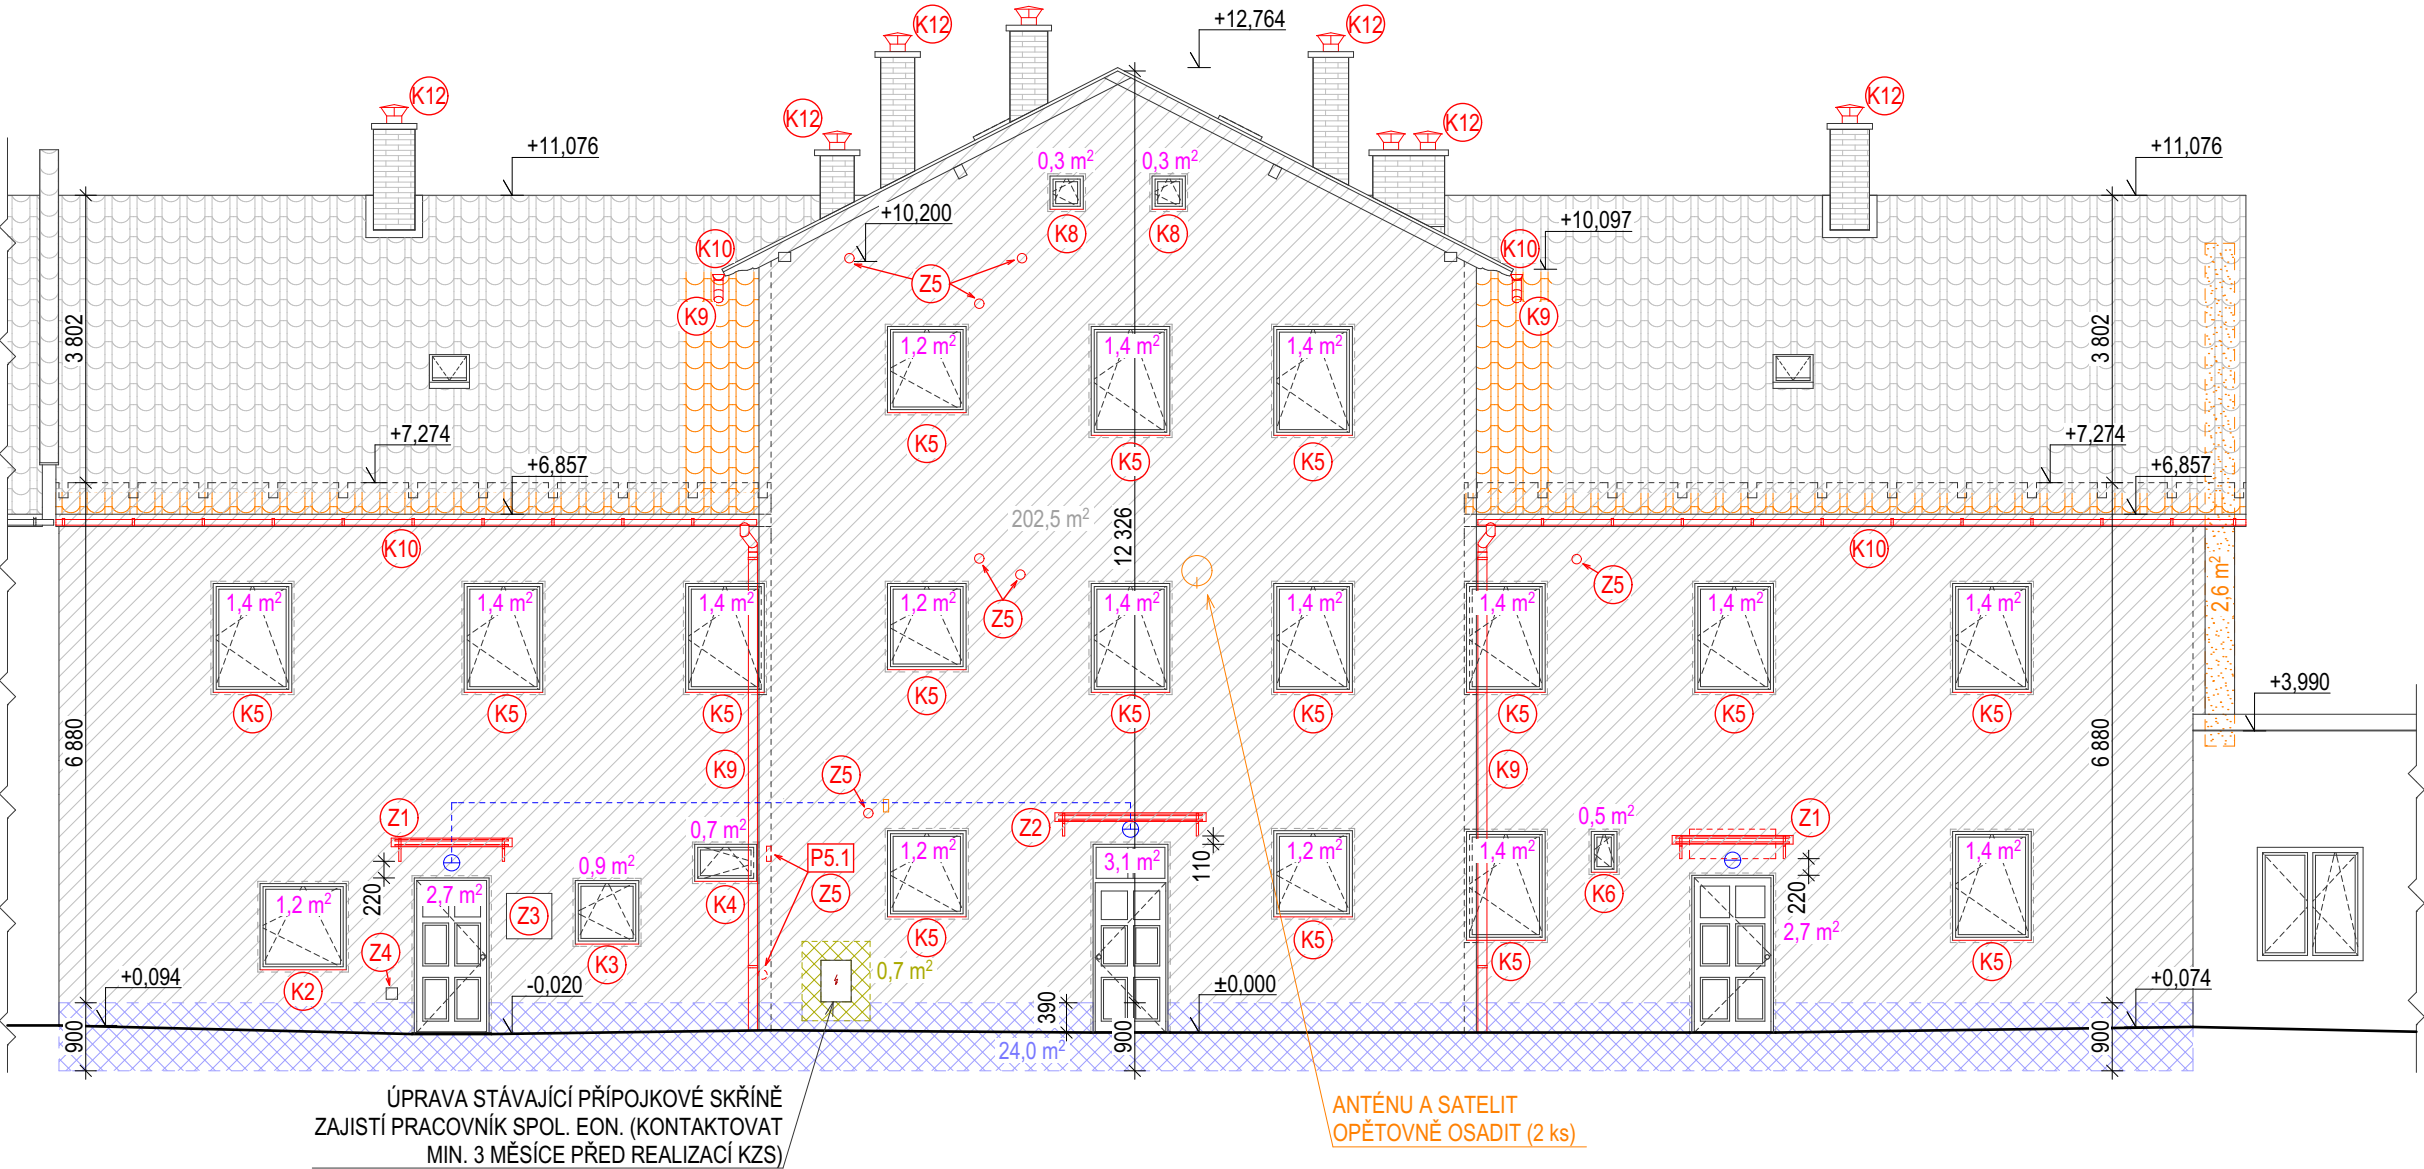 K12
+12,764
K12
K12
K12
K12
K12
+11,076
+11,076
0,3 m²
0,3 m²
+10,200
+10,097
K10
K8
K8
K10
Z5
K9
K9
3 802
3 802
1,2 m²
1,4 m²
1,4 m²
K5
K5
K5
+7,274
+7,274
+6,857
+6,857
202,5 m²
12 326
K10
K10
Z5
Z5
2,6 m²
1,4 m²
1,4 m²
1,4 m²
1,2 m²
1,4 m²
1,4 m²
1,4 m²
1,4 m²
1,4 m²
K5
K5
K5
K5
K5
K5
K5
K5
K5
+3,990
6 880
6 880
K9
K9
Z5
Z1
Z2
Z1
0,7 m²
0,5 m²
P5.1
Z5
1,2 m²
3,1 m²
110
1,2 m²
1,4 m²
1,4 m²
0,9 m²
220
220
2,7 m²
2,7 m²
1,2 m²
Z3
K4
K6
K5
K5
K5
K5
Z4
K3
K2
0,7 m²
+0,094
-0,020
±0,000
+0,074
390
900
900
900
24,0 m²
ÚPRAVA STÁVAJÍCÍ PŘÍPOJKOVÉ SKŘÍNĚ
ZAJISTÍ PRACOVNÍK SPOL. EON. (KONTAKTOVAT
MIN. 3 MĚSÍCE PŘED REALIZACÍ KZS)
ANTÉNU A SATELIT
OPĚTOVNĚ OSADIT (2 ks)